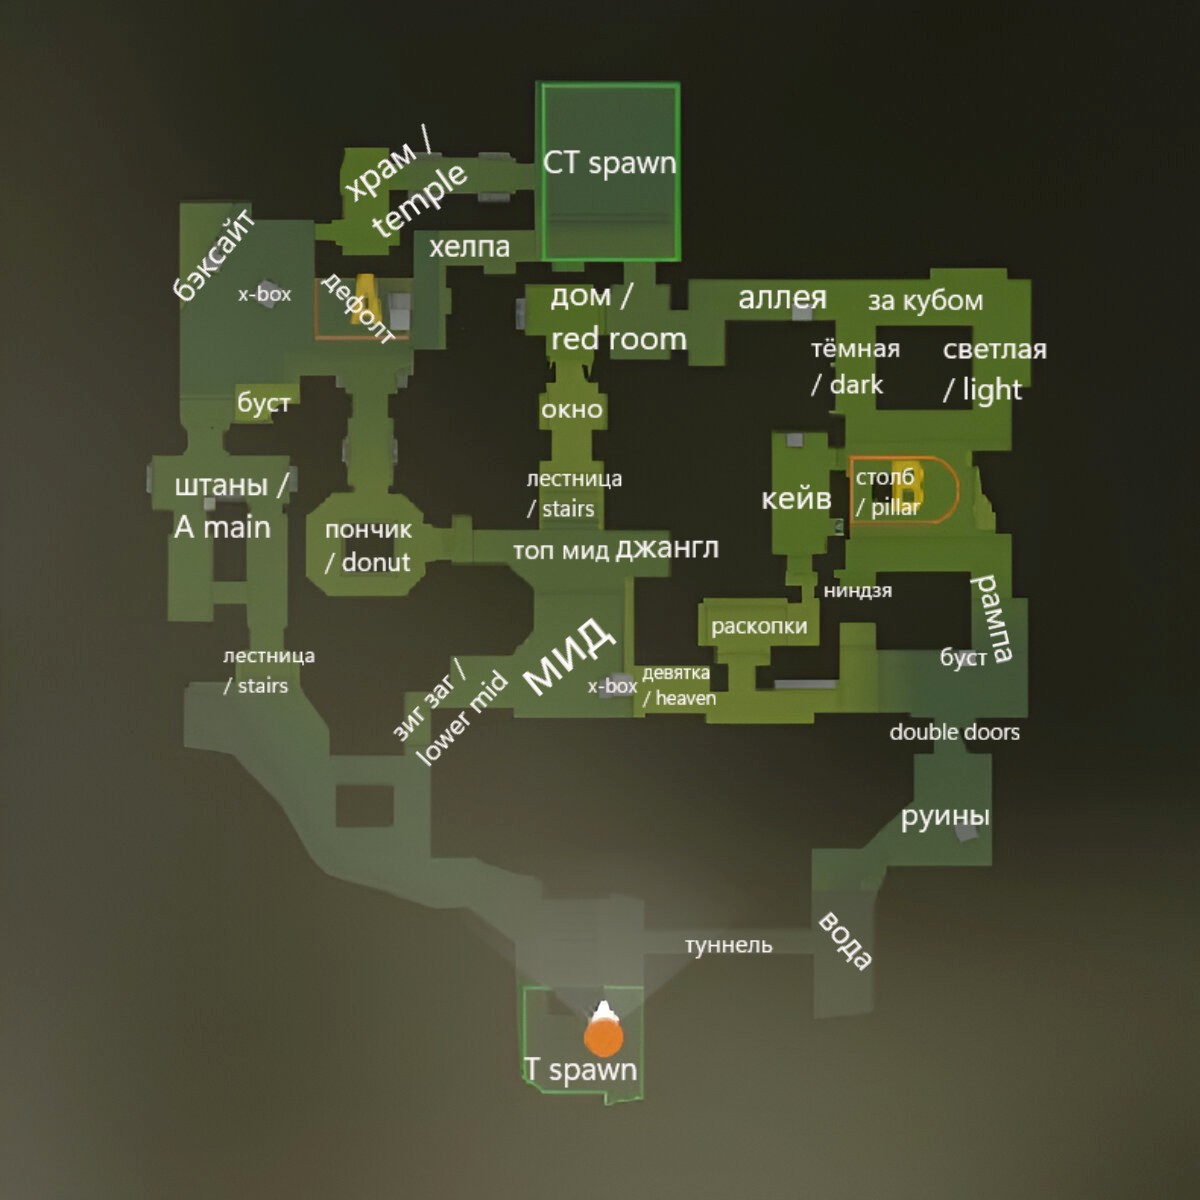 CT spawn
храм /
temple
хелпа
бэксайт
x-box
A
дефолт
дом /
red room
аллея
за кубом
тёмная
/ dark
светлая
/ light
буст
окно
штаны /
A main
лестница
/ stairs
кейв
B
столб
/ pillar
пончик
/ donut
топ мид
джангл
ниндзя
рампа
раскопки
МИД
лестница
/ stairs
зиг заг /
lower mid
x-box
девятка
/ heaven
буст
double doors
руины
вода
туннель
T spawn